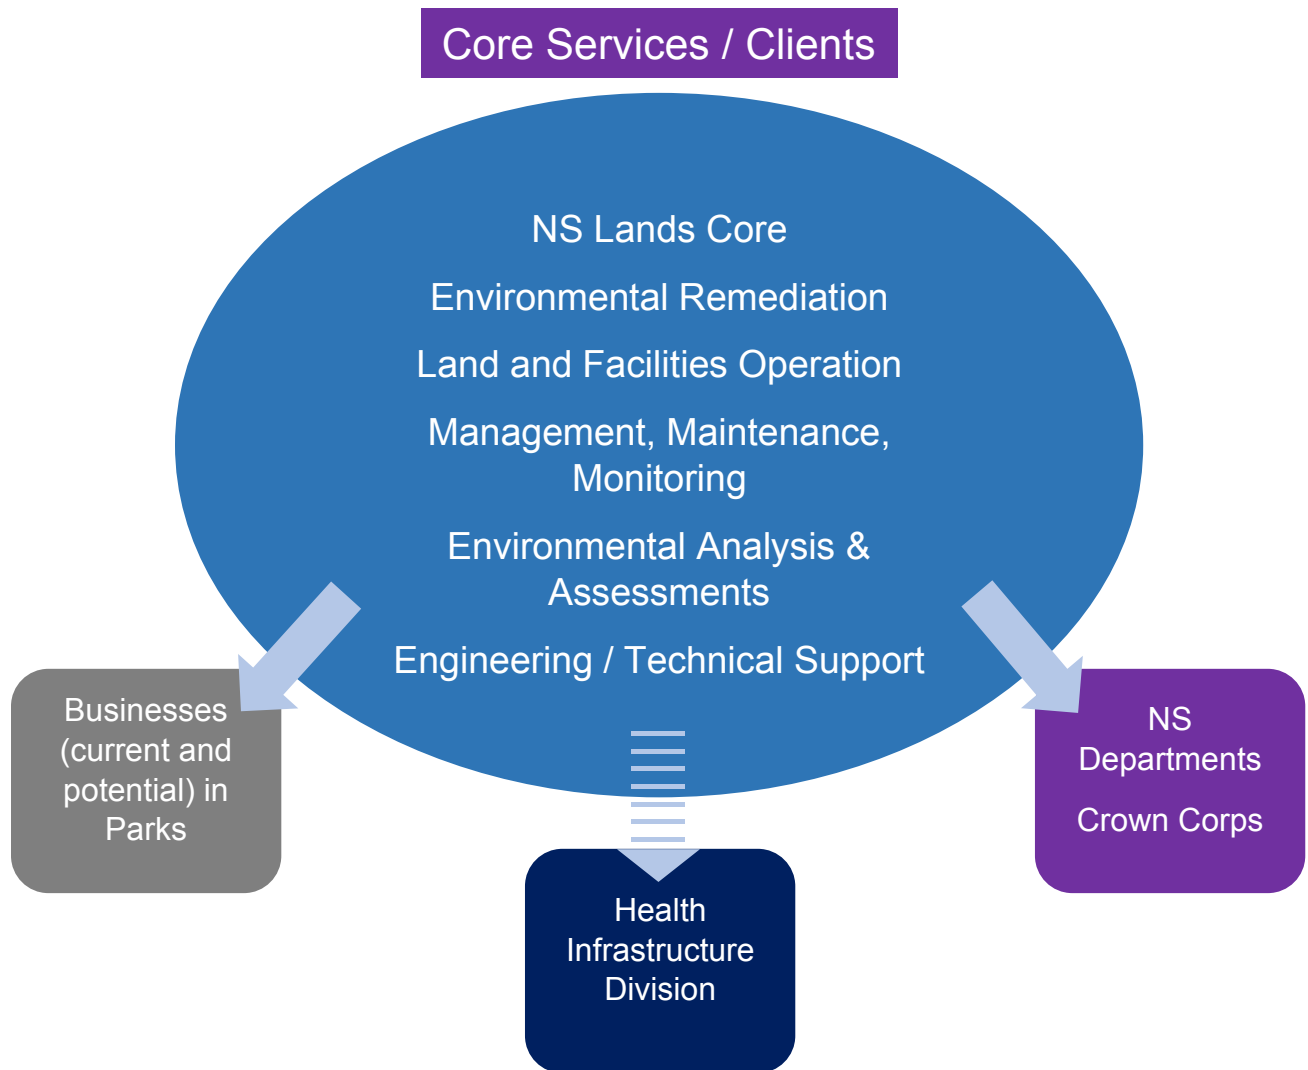 Core Services / Clients
NS Lands Core
Environmental Remediation
Land and Facilities Operation
Management, Maintenance,
Monitoring
Environmental Analysis &
Assessments
Engineering / Technical Support
Businesses
(current and
potential) in
Parks
Health
Infrastructure
Division
NS
Departments
Crown Corps